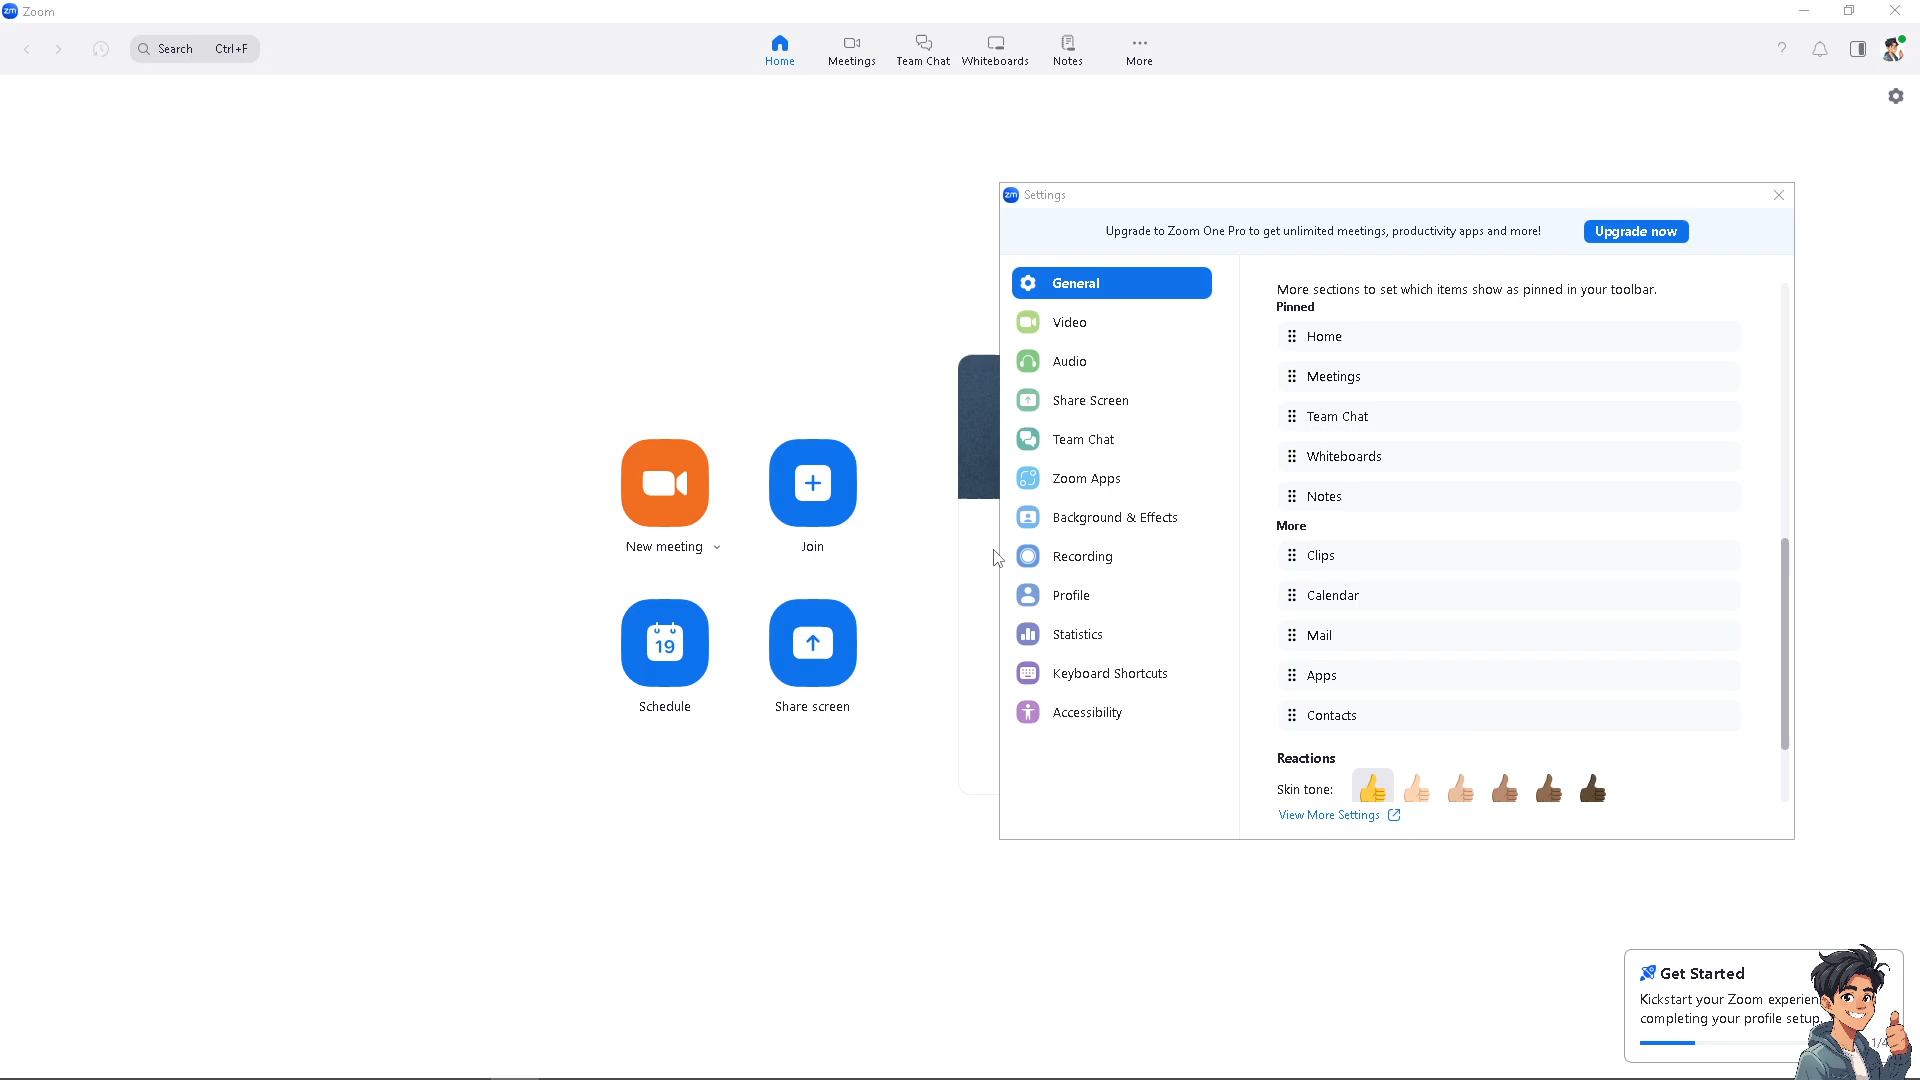 zm Zoom
Search Ctrl+F
Home
Meetings
Team Chat
Whiteboards
Notes
More
?
zm Settings
Upgrade to Zoom One Pro to get unlimited meetings, productivity apps and more!
Upgrade now
General
Video
Audio
Share Screen
Team Chat
Zoom Apps
Background & Effects
Recording
Profile
Statistics
Keyboard Shortcuts
Accessibility
More sections to set which items show as pinned in your toolbar.
Pinned
Home
Meetings
Team Chat
Whiteboards
Notes
More
Clips
Calendar
Mail
Apps
Contacts
Reactions
Skin tone:
View More Settings
New meeting
Join
19
Schedule
Share screen
Get Started
Kickstart your Zoom experien
completing your profile setup
1/4